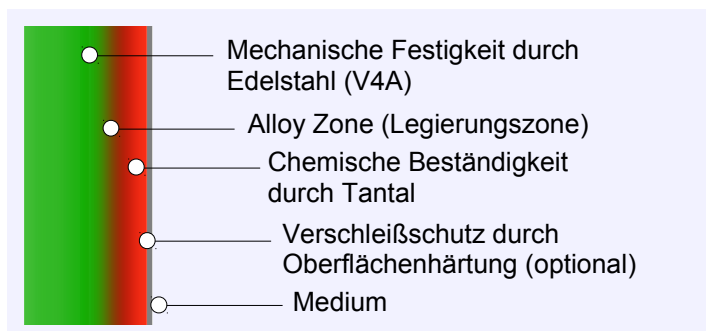 Mechanische Festigkeit durch
Edelstahl (V4A)
Alloy Zone (Legierungszone)
Chemische Beständigkeit
durch Tantal
Verschleißschutz durch
Oberflächenhärtung (optional)
Medium